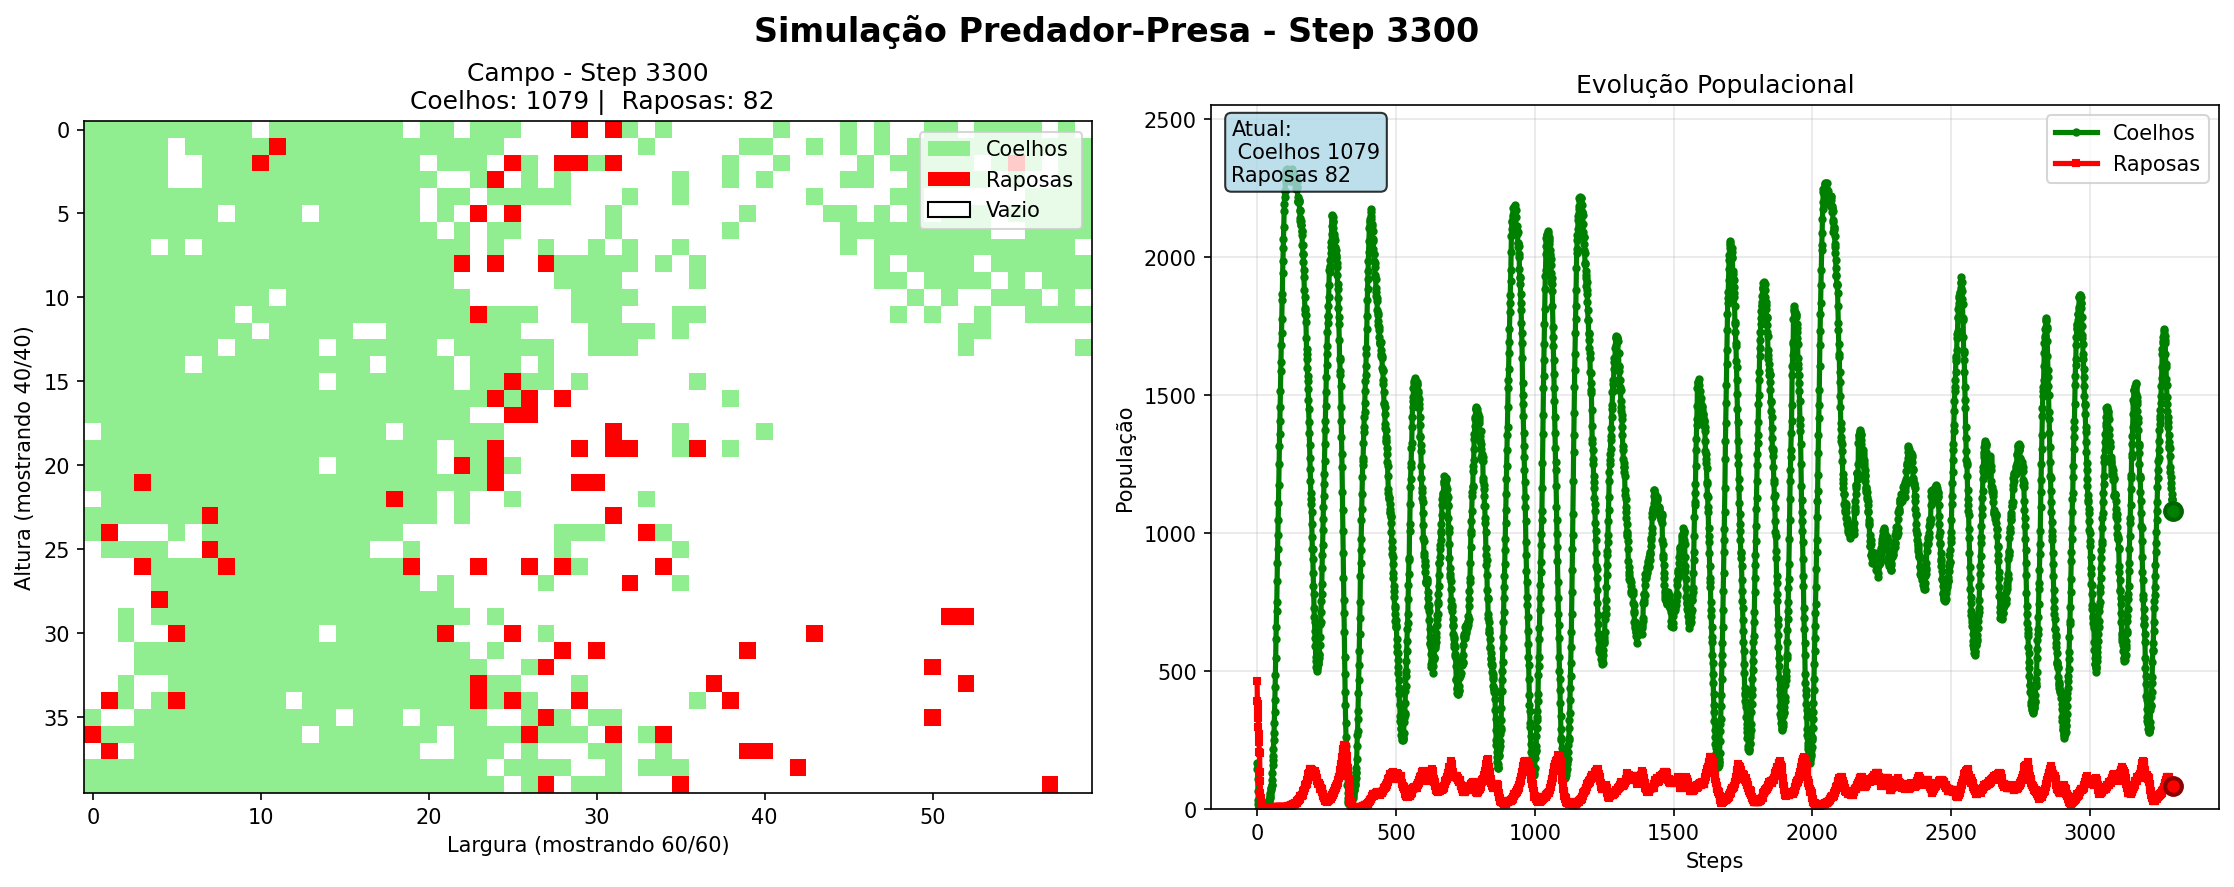 Simulação Predador-Presa - Step 3300
Campo - Step 3300
Coelhos: 1079 |  Raposas: 82
0
5
10
15
20
25
30
35
Altura (mostrando 40/40)
0 10 20 30 40 50
Largura (mostrando 60/60)
Coelhos
Raposas
Vazio
Evolução Populacional
2500
2000
1500
1000
500
0
População
0 500 1000 1500 2000 2500 3000
Steps
Atual:
Coelhos 1079
Raposas 82
Coelhos
Raposas